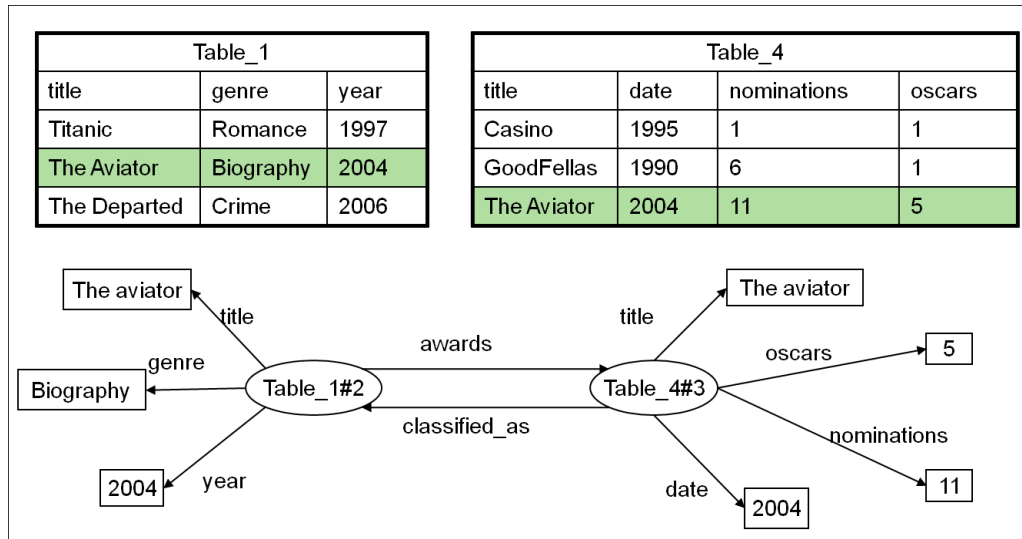 Table_1
title genre year
Titanic Romance 1997
The Aviator Biography 2004
The Departed Crime 2006
Table_4
title date nominations oscars
Casino 1995 1 1
GoodFellas 1990 6 1
The Aviator 2004 11 5
The aviator
title
genre
Biography
Table_1#2
2004
year
awards
classified_as
The aviator
title
oscars
5
Table_4#3
nominations
11
date
2004